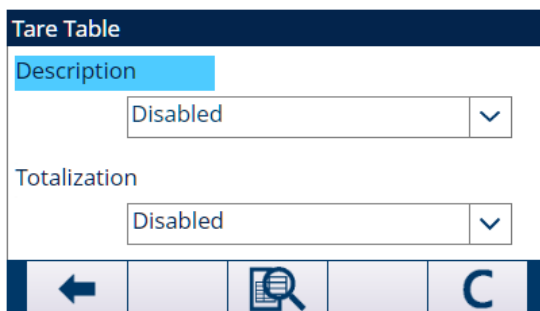 Tare Table
Description
Disabled
Totalization
Disabled
C